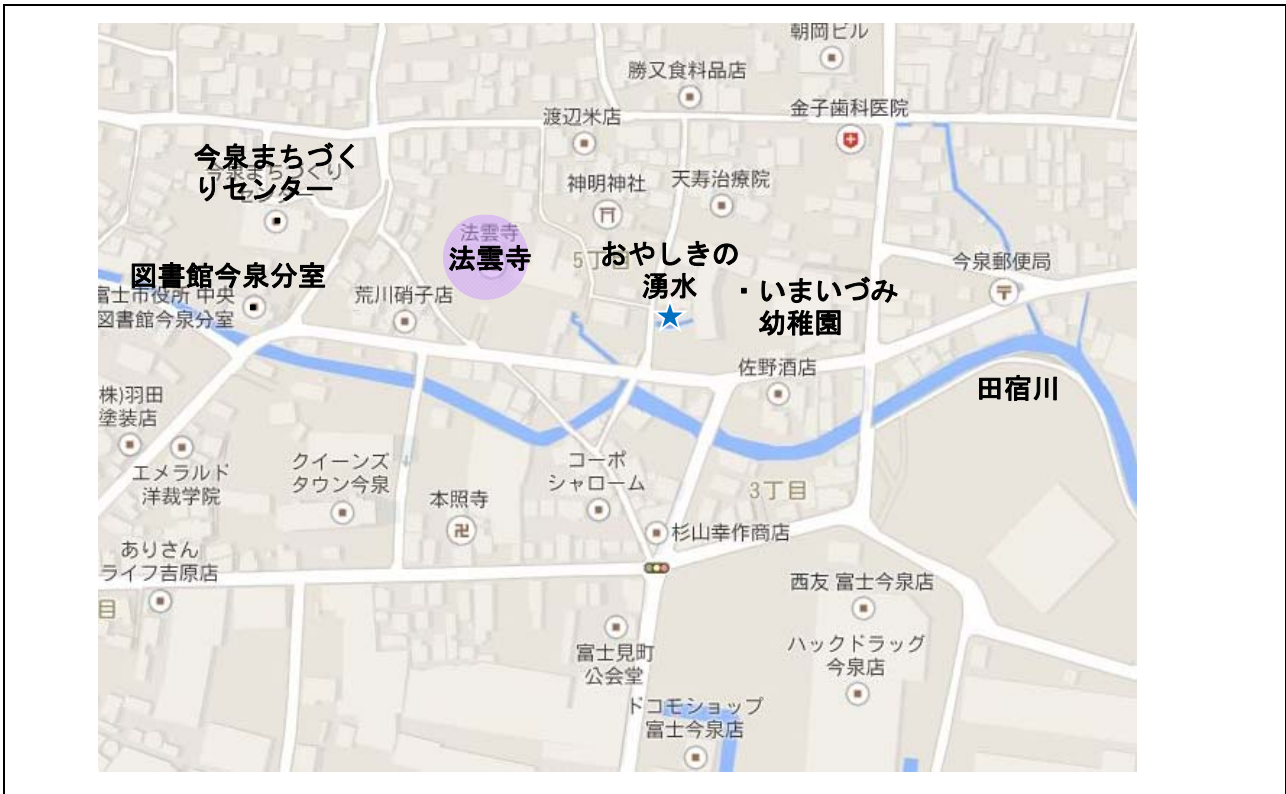 朝岡ビル
勝又食料品店
金子歯科医院
渡辺米店
今泉まちづく
りセンター
今泉まちづくり
センター
神明神社
天寿治療院
法雲寺
法雲寺
5丁目
おやしきの
湧水
今泉郵便局
図書館今泉分室
富士市役所 中央
図書館今泉分室
荒川硝子店
・いまいづみ
幼稚園
佐野酒店
田宿川
株)羽田
塗装店
エメラルド
洋裁学院
クイーンズ
タウン今泉
本照寺
卍
コーポ
シャローム
3丁目
杉山幸作商店
ありさん
ライフ吉原店
目
西友 富士今泉店
富士見町
公会堂
ハックドラッグ
今泉店
ドコモショップ
富士今泉店